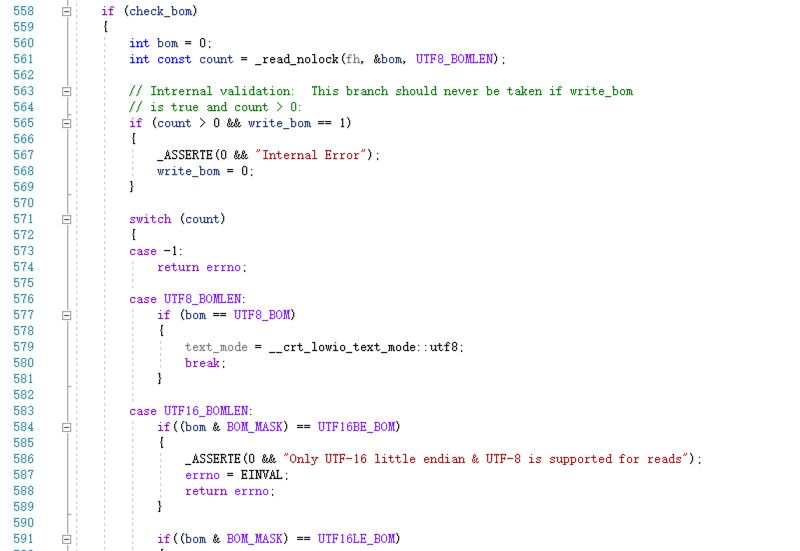 558 if (check_bom)
559 {
560 int bom = 0;
561 int const count = _read_nolock(fh, &bom, UTF8_BOMLEN);
562
563 // Intrernal validation:  This branch should never be taken if write_bom
564 // is true and count > 0:
565 if (count > 0 && write_bom == 1)
566 {
567 _ASSERTE(0 && "Internal Error");
568 write_bom = 0;
569 }
570
571 switch (count)
572 {
573 case -1:
574 return errno;
575
576 case UTF8_BOMLEN:
577 if (bom == UTF8_BOM)
578 {
579 text_mode = __crt_lowio_text_mode::utf8;
580 break;
581 }
582
583 case UTF16_BOMLEN:
584 if((bom & BOM_MASK) == UTF16BE_BOM)
585 {
586 _ASSERTE(0 && "Only UTF-16 little endian & UTF-8 is supported for reads");
587 errno = EINVAL;
588 return errno;
589 }
590
591 if((bom & BOM_MASK) == UTF16LE_BOM)